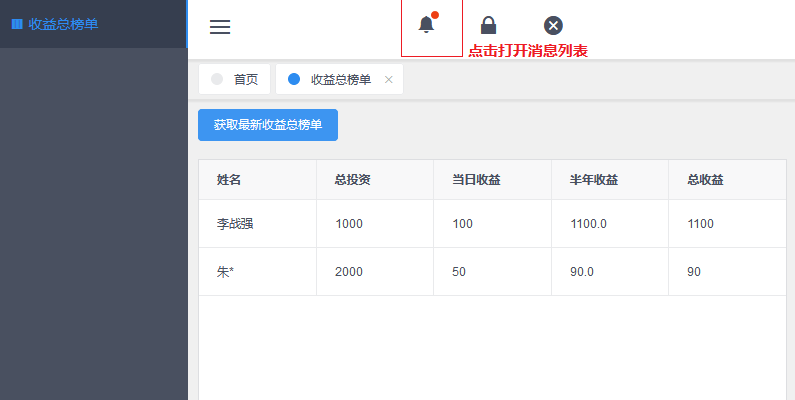 收益总榜单
点击打开消息列表
首页 收益总榜单
获取最新收益总榜单
姓名 总投资 当日收益 半年收益 总收益
李战强 1000 100 1100.0 1100
朱* 2000 50 90.0 90